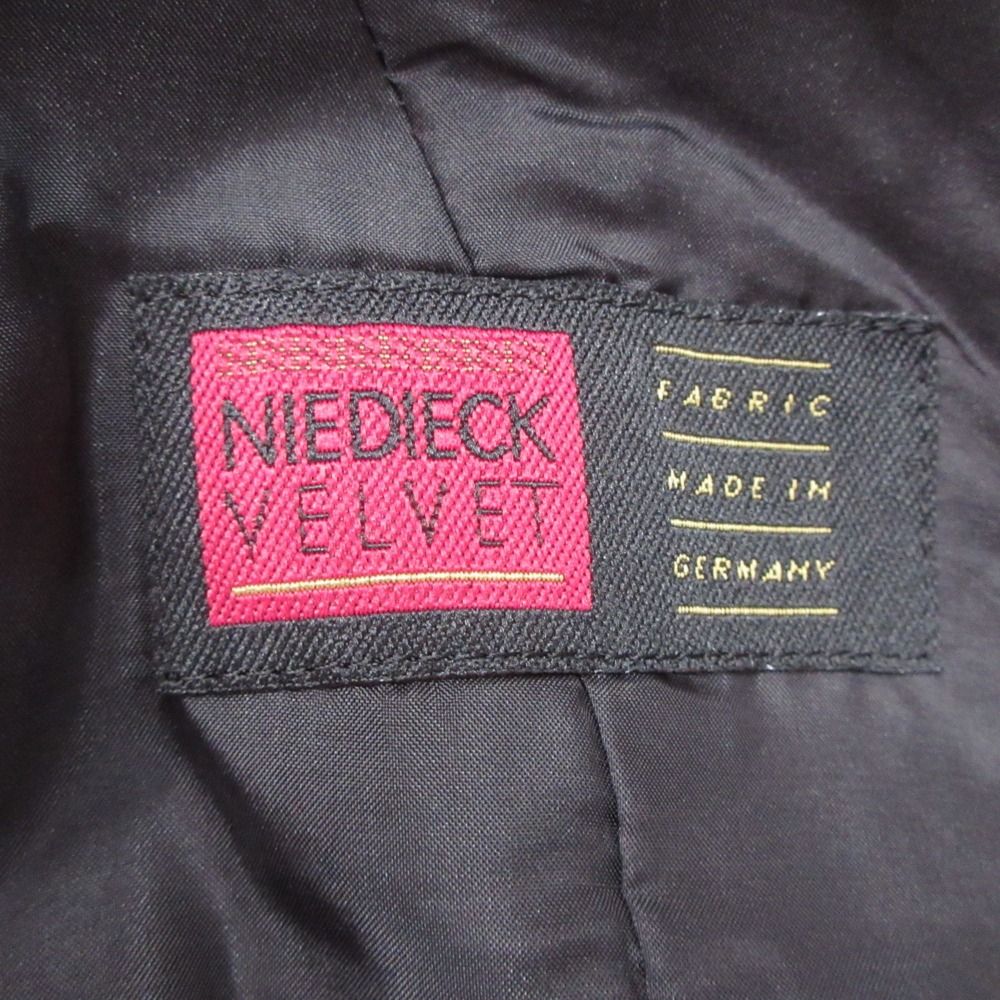 NIEDIECK
VELVET
FABRIC
MADE IN
GERMANY